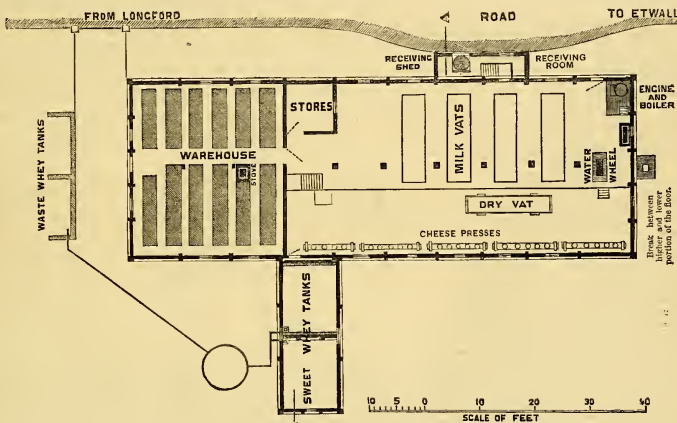 FROM LONGFORD
A
ROAD
TO ETWALL
RECEIVING
SHED
RECEIVING
ROOM
ENGINE
AND
BOILER
STORES
MILK VATS
WAREHOUSE
STOVE
WATER
WHEEL
WASTE WHEY TANKS
DRY VAT
CHEESE PRESSES
Break between
higher and lower
portion of the floor.
SWEET WHEY TANKS
10 5 0 10 20 30 40
SCALE OF FEET